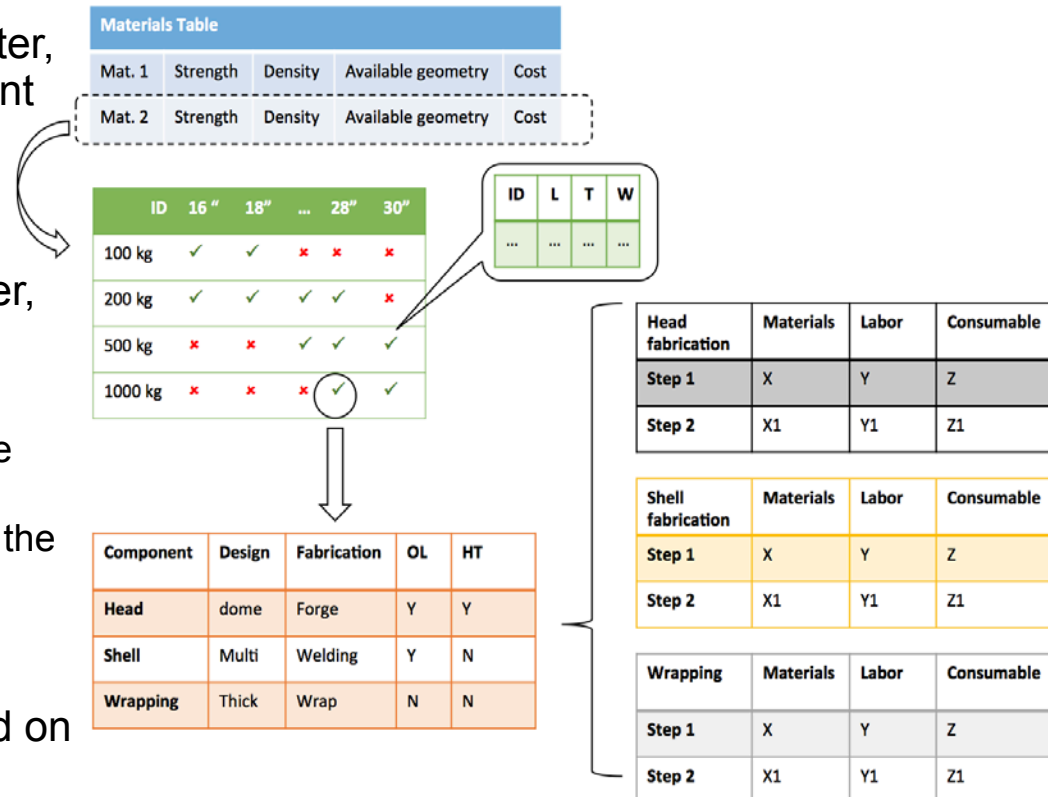 ter,
nt
er,
e
the
d on
Materials Table
Mat. 1 Strength Density Available geometry Cost
Mat. 2 Strength Density Available geometry Cost
ID 16 “ 18” ... 28” 30”
100 kg ✓ ✓ × × ×
200 kg ✓ ✓ ✓ ✓ ×
500 kg × × ✓ ✓ ✓
1000 kg × × × ✓ ✓
ID L T W
... ... ... ...
Component Design Fabrication OL HT
Head dome Forge Y Y
Shell Multi Welding Y N
Wrapping Thick Wrap N N
Head Materials Labor Consumable
fabrication
Step 1 X Y Z
Step 2 X1 Y1 Z1
Shell Materials Labor Consumable
fabrication
Step 1 X Y Z
Step 2 X1 Y1 Z1
Wrapping Materials Labor Consumable
Step 1 X Y Z
Step 2 X1 Y1 Z1